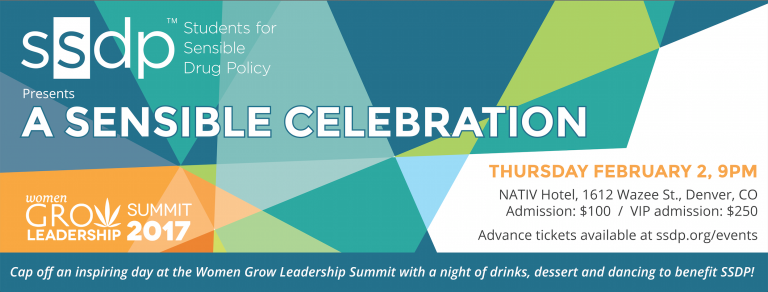 ssdp™
Students for
Sensible
Drug Policy
Presents
A SENSIBLE CELEBRATION
THURSDAY FEBRUARY 2, 9PM
NATIV Hotel, 1612 Wazee St., Denver, CO
Admission: $100 / VIP admission: $250
Advance tickets available at ssdp.org/events
women
GROW
LEADERSHIP
SUMMIT
2017
Cap off an inspiring day at the Women Grow Leadership Summit with a night of drinks, dessert and dancing to benefit SSDP!